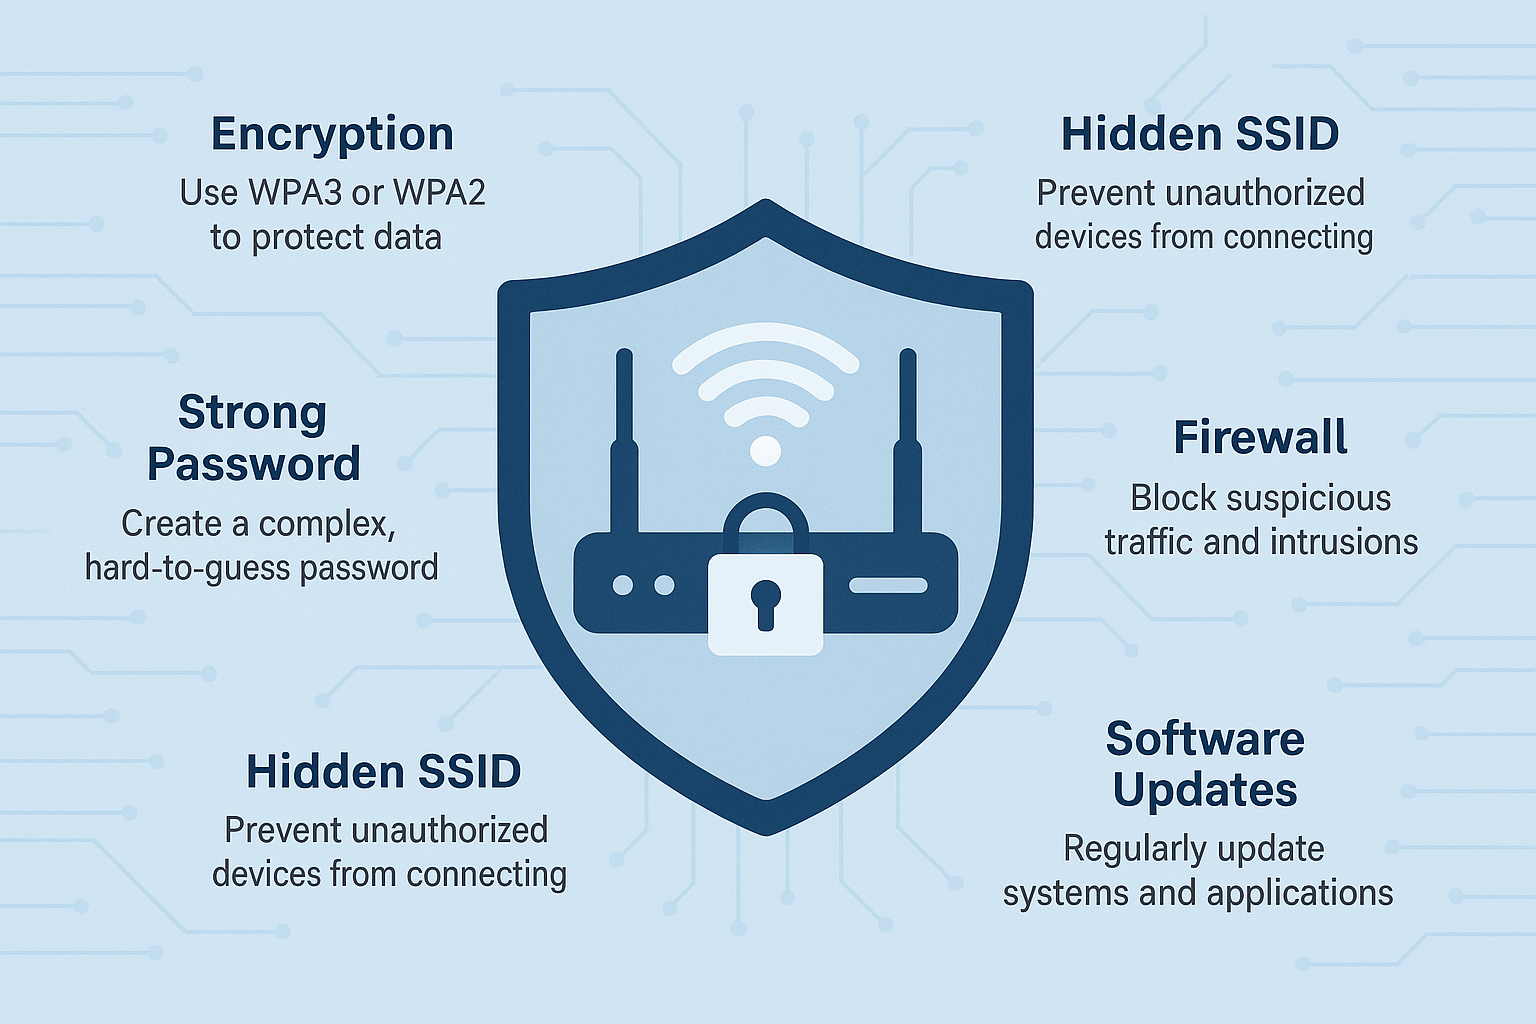 Encryption
Use WPA3 or WPA2
to protect data
Strong
Password
Create a complex,
hard-to-guess password
Hidden SSID
Prevent unauthorized
devices from connecting
Hidden SSID
Prevent unauthorized
devices from connecting
Firewall
Block suspicious
traffic and intrusions
Software
Updates
Regularly update
systems and applications